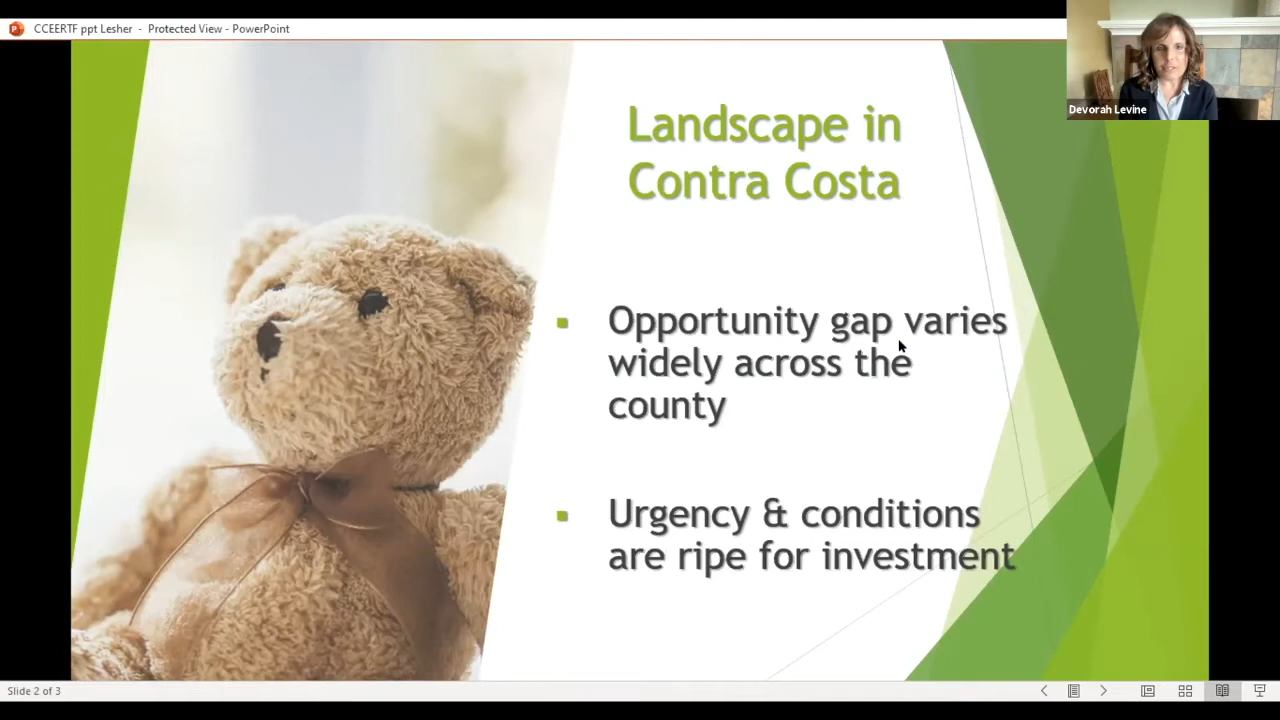 CCEERTF ppt Lesher - Protected View - PowerPoint
Devorah Levine
Landscape in
Contra Costa
Opportunity gap varies
widely across the
county
Urgency & conditions
are ripe for investment
Slide 2 of 3